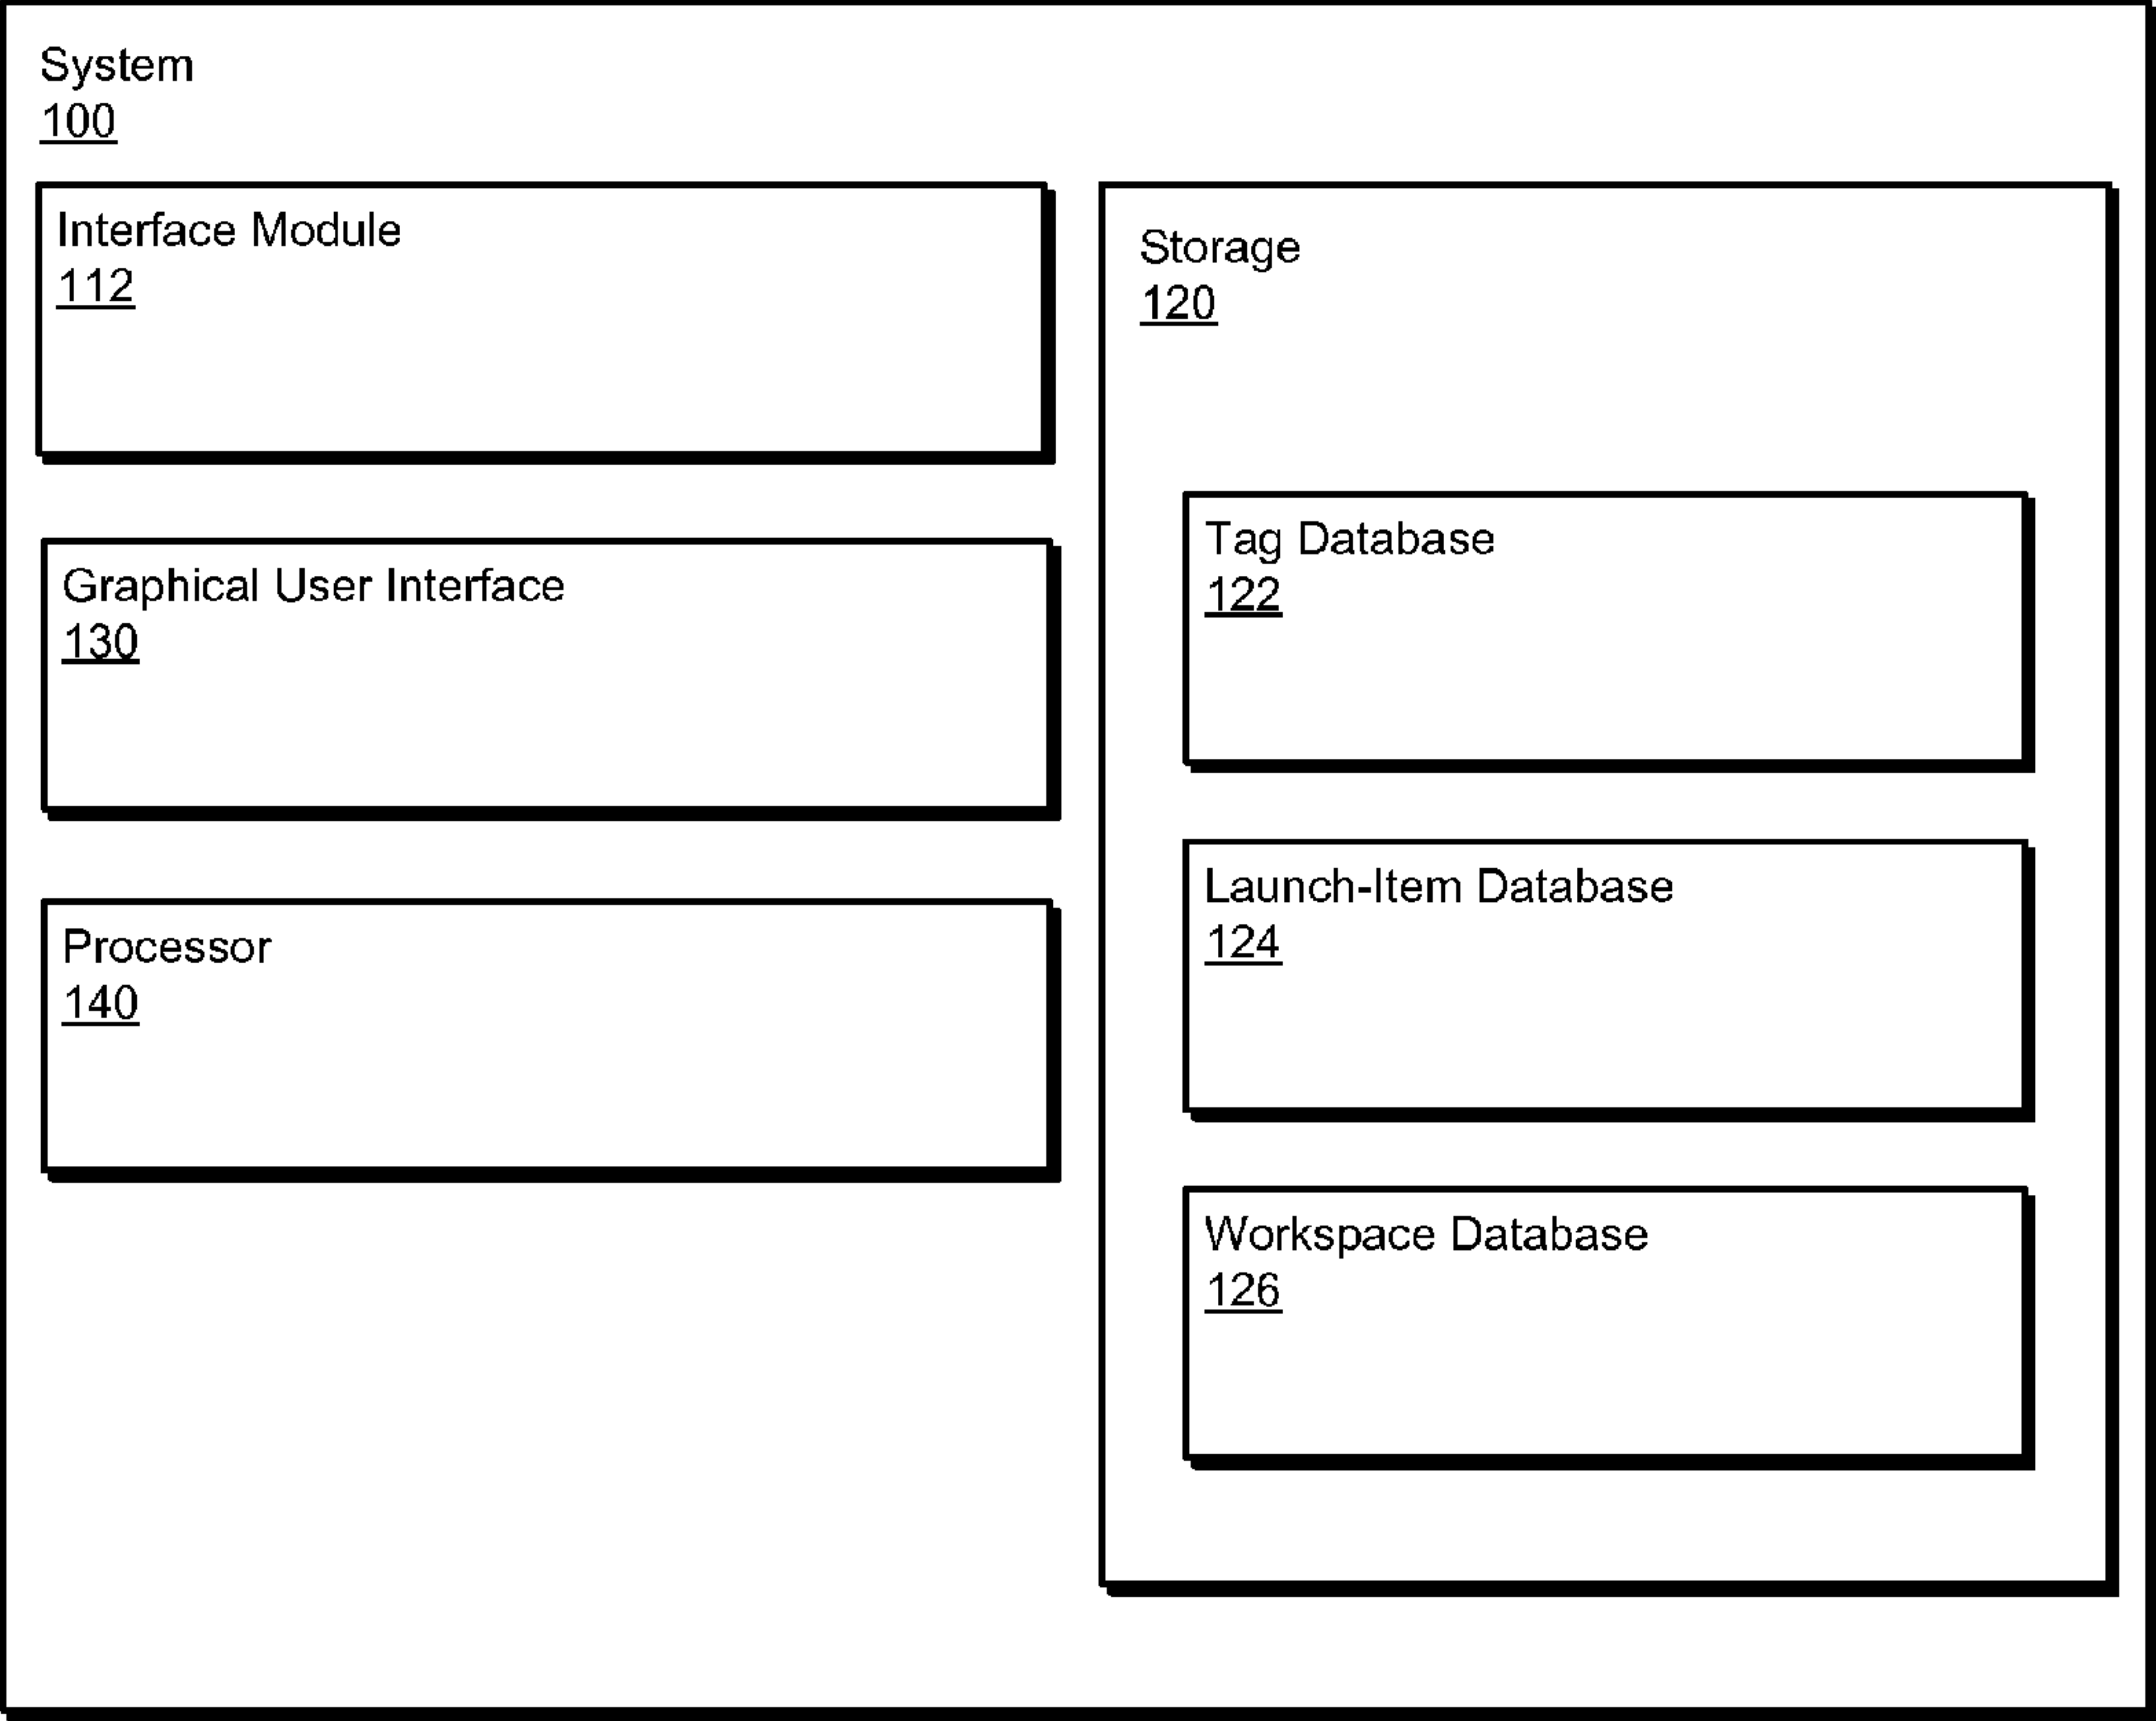 System
100
Interface Module
112
Graphical User Interface
130
Processor
140
Storage
120
Tag Database
122
Launch-Item Database
124
Workspace Database
126